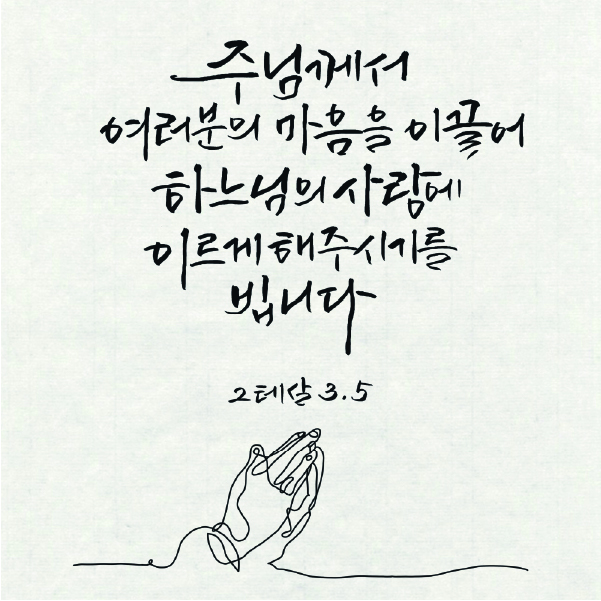 주님께서
여러분의 마음을 이끌어
하느님의 사랑에
이르게 해주시기를
빕니다
2테살 3.5